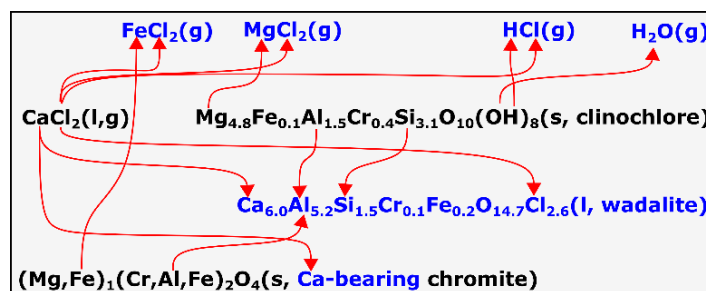 FeCl₂(g) MgCl₂(g) HCl(g) H₂O(g)
CaCl₂(l,g) Mg₄.₈Fe₀.₁Al₁.₅Cr₀.₄Si₃.₁O₁₀(OH)₈(s, clinochlore)
Ca₆.₀Al₅.₂Si₁.₅Cr₀.₁Fe₀.₂O₁₄.₇Cl₂.₆(l, wadalite)
(Mg,Fe)₁(Cr,Al,Fe)₂O₄(s, Ca-bearing chromite)